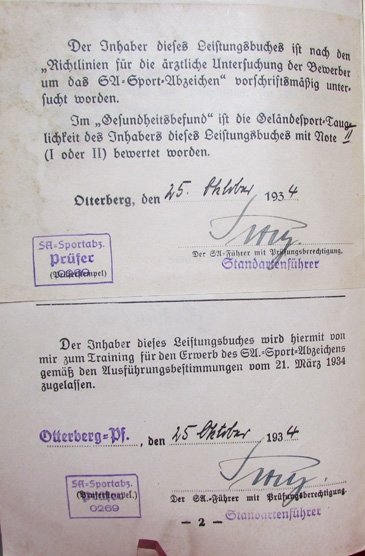 Der Inhaber dieses Leistungsbuches ist nach den
„Richtlinien für die ärztliche Untersuchung der Bewerber
um das SA-Sport-Abzeichen“ vorschriftsmäßig unter-
sucht worden.
Im „Gesundheitsbefund“ ist die Geländesport-Taug-
lichkeit des Inhabers dieses Leistungsbuches mit Note II
(I oder II) bewertet worden.
Otterberg, den 25. Oktober 1934
SA-Sportabz.
Prüfer
(Prüferstempel)
0269
Der SA-Führer mit Prüfungsberechtigung.
Standartenführer
Der Inhaber dieses Leistungsbuches wird hiermit von
mir zum Training für den Erwerb des SA.-Sport-Abzeichens
gemäß den Ausführungsbestimmungen vom 21. März 1934
zugelassen.
Otterberg-Pf., den 25 Oktober 1934
SA-Sportabz.
Prüfer
(Prüferstempel.)
0269
Der SA.-Führer mit Prüfungsberechtigung.
Standartenführer
— 2 —